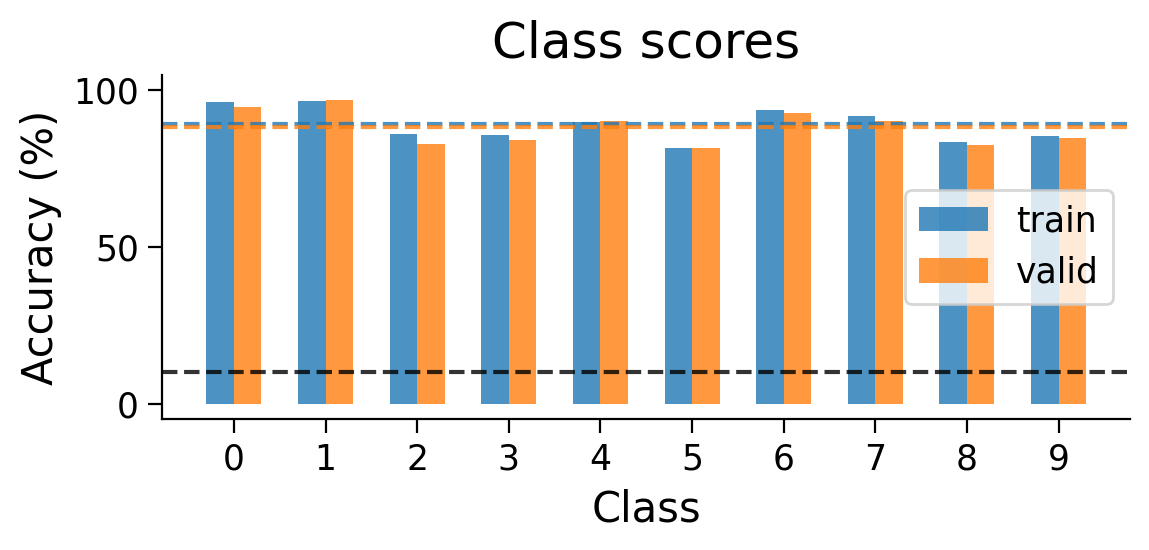 Class scores
Accuracy (%)
100
50
0
train
valid
0 1 2 3 4 5 6 7 8 9
Class